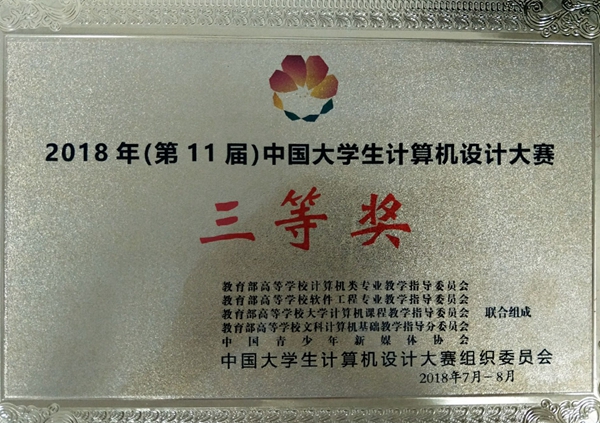 2018年(第11届)中国大学生计算机设计大赛
三等奖
教育部高等学校计算机类专业教学指导委员会
教育部高等学校软件工程专业教学指导委员会
教育部高等学校大学计算机课程教学指导委员会 联合组成
教育部高等学校文科计算机基础教学指导分委员会
中国青少年新媒体协会
中国大学生计算机设计大赛组织委员会
2018年7月-8月